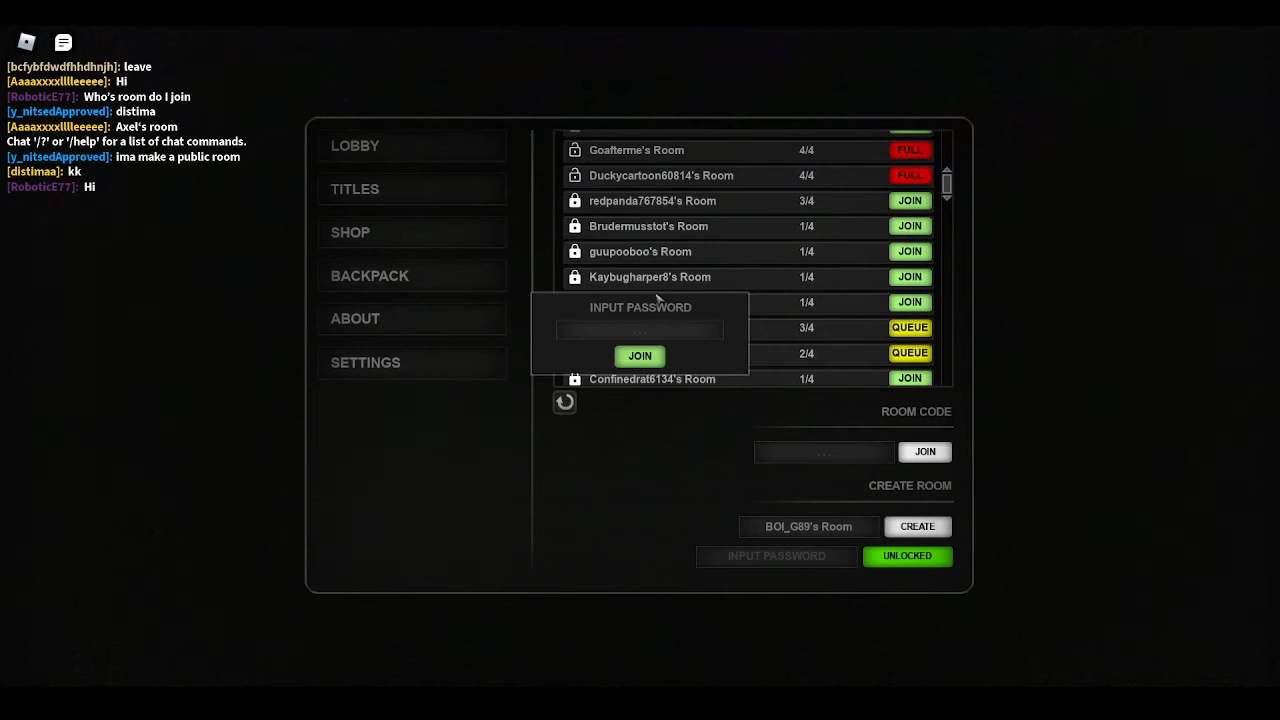 [bcfybfdwdfhhdhnjh]: leave
[Aaaaxxxxlllleeeee]: Hi
[RoboticE77]: Who's room do I join
[y_nitsedApproved]: distima
[Aaaaxxxxlllleeeee]: Axel's room
Chat '/?' or '/help' for a list of chat commands.
[y_nitsedApproved]: ima make a public room
[distimaa]: kk
[RoboticE77]: Hi
LOBBY
TITLES
SHOP
BACKPACK
ABOUT
SETTINGS
Goafterme's Room 4/4 FULL
Duckycartoon60814's Room 4/4 FULL
redpanda767854's Room 3/4 JOIN
Brudermusstot's Room 1/4 JOIN
guupooboo's Room 1/4 JOIN
Kaybugharper8's Room 1/4 JOIN
1/4 JOIN
3/4 QUEUE
2/4 QUEUE
Confinedrat6134's Room 1/4 JOIN
INPUT PASSWORD
...
JOIN
ROOM CODE
... JOIN
CREATE ROOM
BOI_G89's Room CREATE
INPUT PASSWORD UNLOCKED